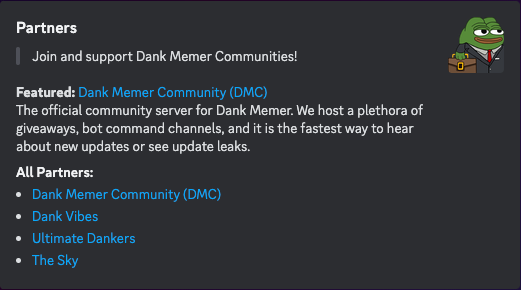 Partners
Join and support Dank Memer Communities!
Featured: Dank Memer Community (DMC)
The official community server for Dank Memer. We host a plethora of
giveaways, bot command channels, and it is the fastest way to hear
about new updates or see update leaks.
All Partners:
• Dank Memer Community (DMC)
• Dank Vibes
• Ultimate Dankers
• The Sky